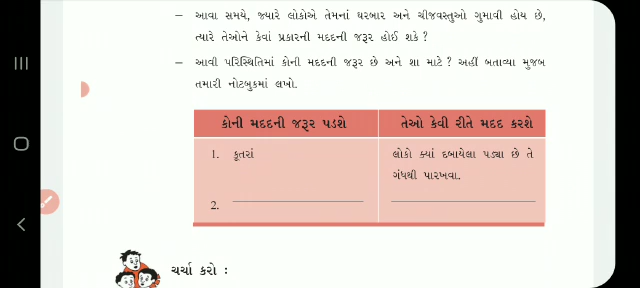 – આવા સમયે, જ્યારે લોકોએ તેમનાં ઘરબાર અને ચીજવસ્તુઓ ગુમાવી હોય છે,
ત્યારે તેઓને કેવાં પ્રકારની મદદની જરૂર હોઈ શકે ?
– આવી પરિસ્થિતિમાં કોની મદદની જરૂર છે અને શા માટે ? અહીં બતાવ્યા મુજબ
તમારી નોટબુકમાં લખો.
કોની મદદની જરૂર પડશે તેઓ કેવી રીતે મદદ કરશે
1. કૂતરાં લોકો ક્યાં દબાયેલા પડ્યા છે તે
ગંધથી પારખવા.
2.
ચર્ચા કરો :